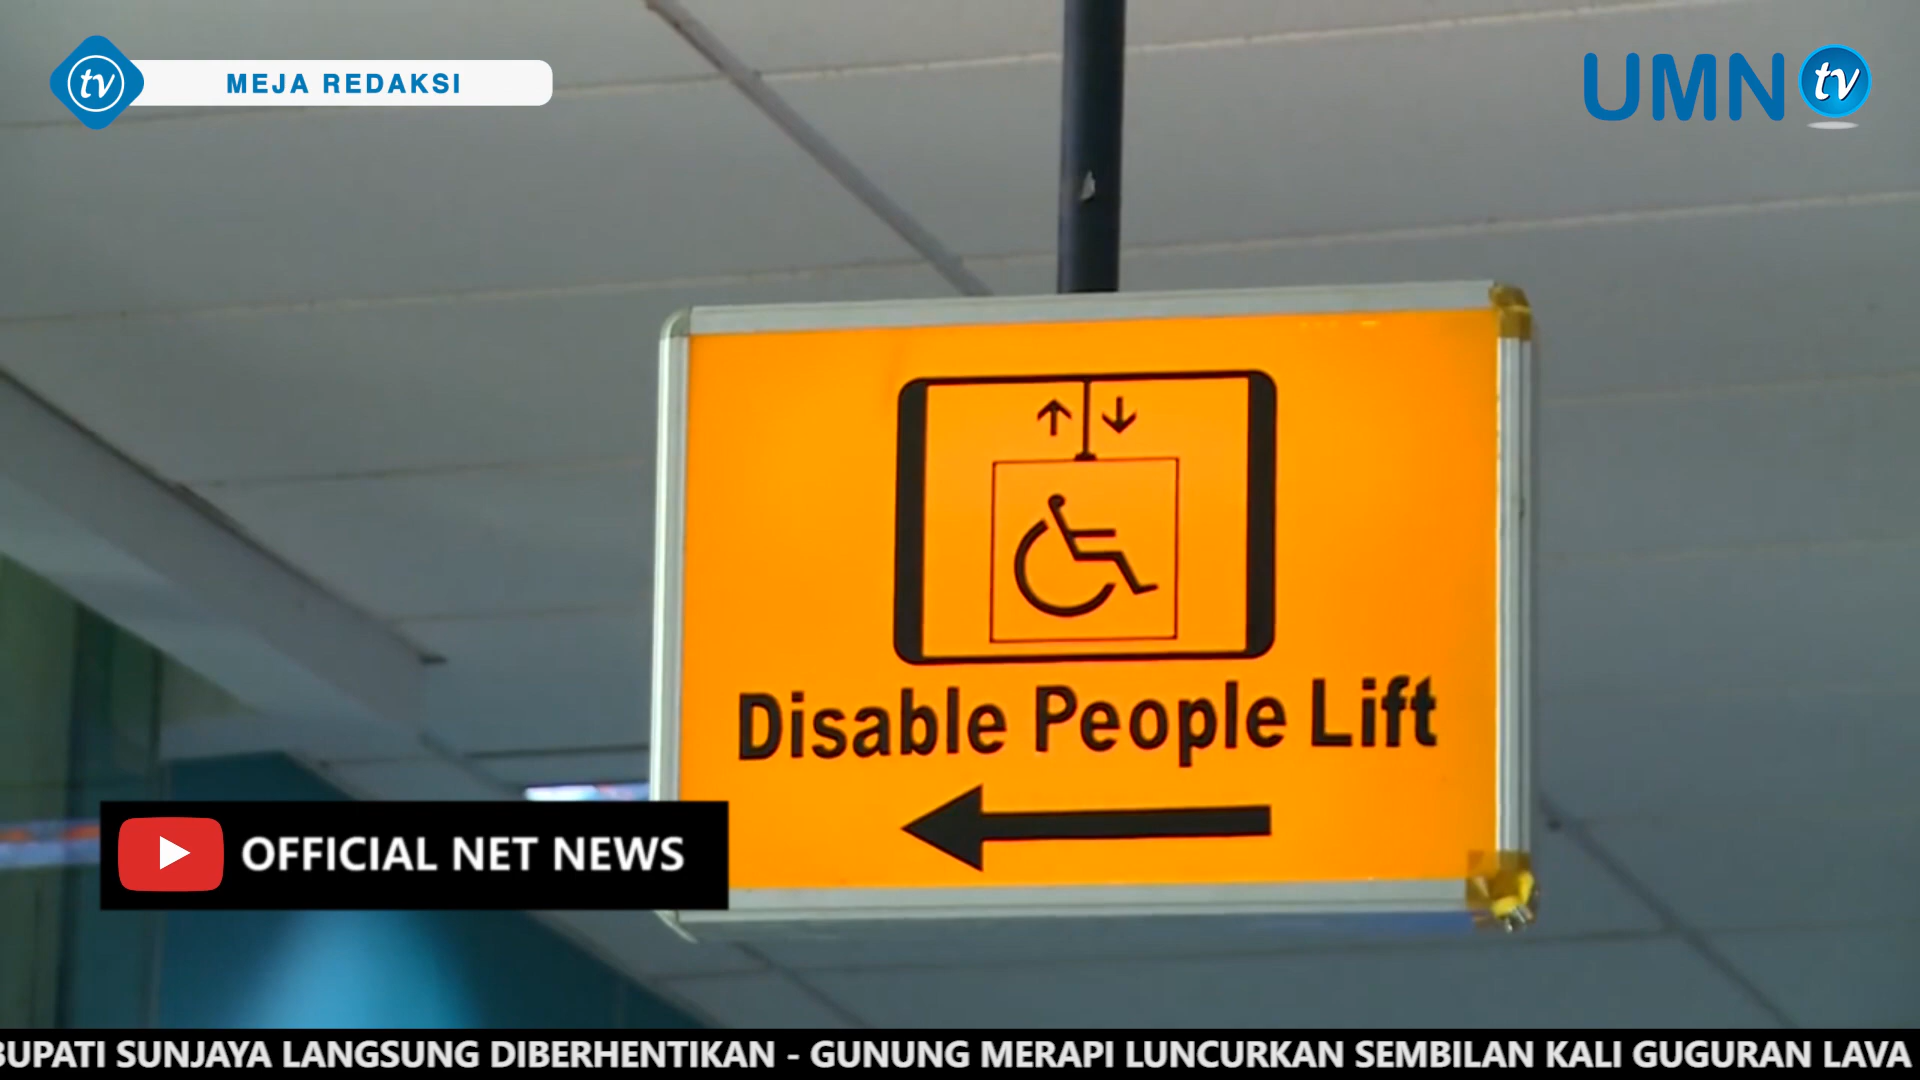 tv MEJA REDAKSI
UMN tv
Disable People Lift
OFFICIAL NET NEWS
BUPATI SUNJAYA LANGSUNG DIBERHENTIKAN - GUNUNG MERAPI LUNCURKAN SEMBILAN KALI GUGURAN LAVA